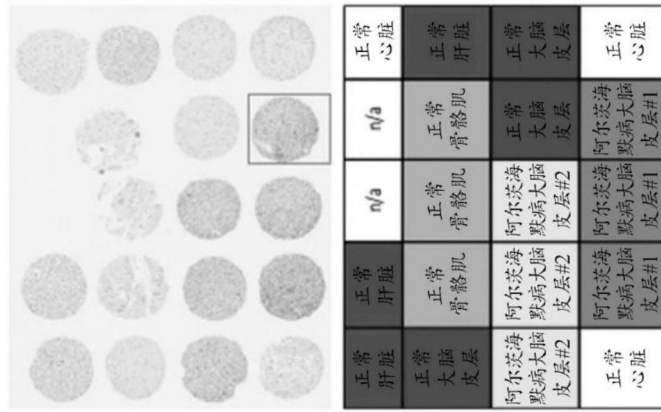 正常
心脏
正常
肝脏
正常
大脑
皮层
正常
心脏
n/a
正常
骨骼肌
正常
大脑
皮层
阿尔茨海
默病大脑
皮层#1
n/a
正常
骨骼肌
阿尔茨海
默病大脑
皮层#2
阿尔茨海
默病大脑
皮层#1
正常
肝脏
正常
骨骼肌
阿尔茨海
默病大脑
皮层#2
阿尔茨海
默病大脑
皮层#1
正常
肝脏
正常
大脑
皮层
阿尔茨海
默病大脑
皮层#2
正常
心脏